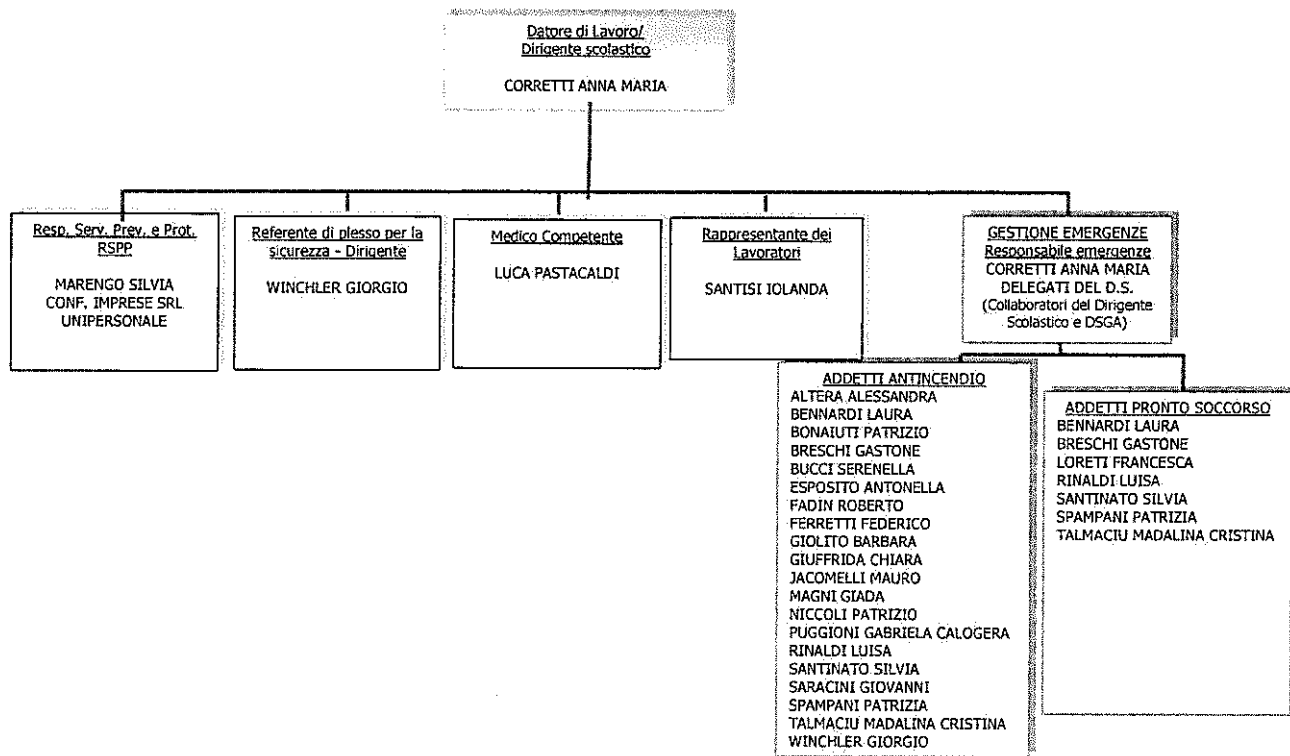 Datore di Lavoro/
Dirigente scolastico
CORRETTI ANNA MARIA
Resp. Serv. Prev. e Prot.
RSPP
MARENGO SILVIA
CONF. IMPRESE SRL
UNIPERSONALE
Referente di plesso per la
sicurezza - Dirigente
WINCHLER GIORGIO
Medico Competente
LUCA PASTACALDI
Rappresentante dei
Lavoratori
SANTISI IOLANDA
GESTIONE EMERGENZE
Responsabile emergenze
CORRETTI ANNA MARIA
DELEGATI DEL D.S.
(Collaboratori del Dirigente
Scolastico e DSGA)
ADDETTI ANTINCENDIO
ALTERA ALESSANDRA
BENNARDI LAURA
BONAIUTI PATRIZIO
BRESCHI GASTONE
BUCCI SERENELLA
ESPOSITO ANTONELLA
FADIN ROBERTO
FERRETTI FEDERICO
GIOLITO BARBARA
GIUFFRIDA CHIARA
JACOMELLI MAURO
MAGNI GIADA
NICCOLI PATRIZIO
PUGGIONI GABRIELA CALOGERA
RINALDI LUISA
SANTINATO SILVIA
SARACINI GIOVANNI
SPAMPANI PATRIZIA
TALMACIU MADALINA CRISTINA
WINCHLER GIORGIO
ADDETTI PRONTO SOCCORSO
BENNARDI LAURA
BRESCHI GASTONE
LORETI FRANCESCA
RINALDI LUISA
SANTINATO SILVIA
SPAMPANI PATRIZIA
TALMACIU MADALINA CRISTINA